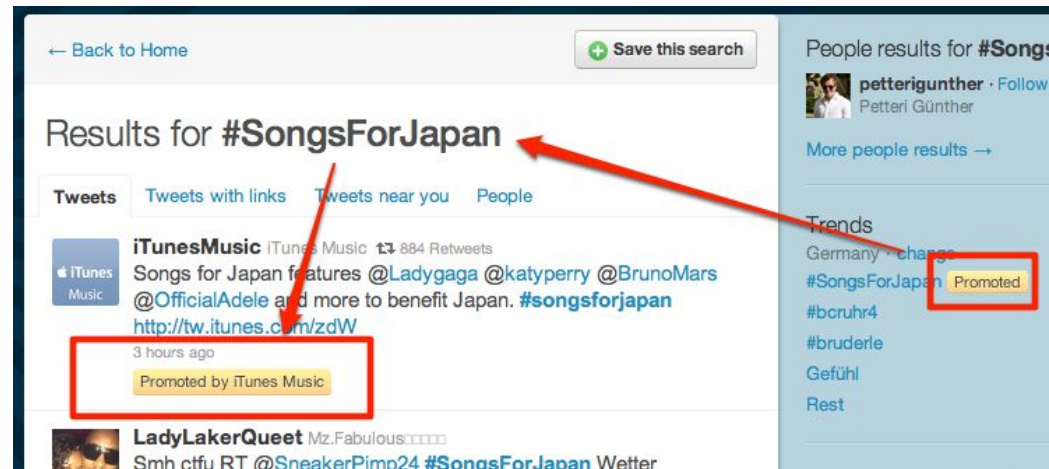 ← Back to Home
Save this search
Results for #SongsForJapan
Tweets Tweets with links Tweets near you People
iTunes
Music
iTunesMusic iTunes Music 884 Retweets
Songs for Japan features @Ladygaga @katyperry @BrunoMars
@OfficialAdele and more to benefit Japan. #songsforjapan
http://tw.itunes.com/zdW
3 hours ago
Promoted by iTunes Music
LadyLakerQueet Mz.Fabulous
Smh ctfu RT @SneakerPimp24 #SongsForJapan Wetter
People results for #Songs
petterigunther · Follow
Petteri Günther
More people results →
Trends
Germany · change
#SongsForJapan Promoted
#bcruhr4
#bruderle
Gefühl
Rest